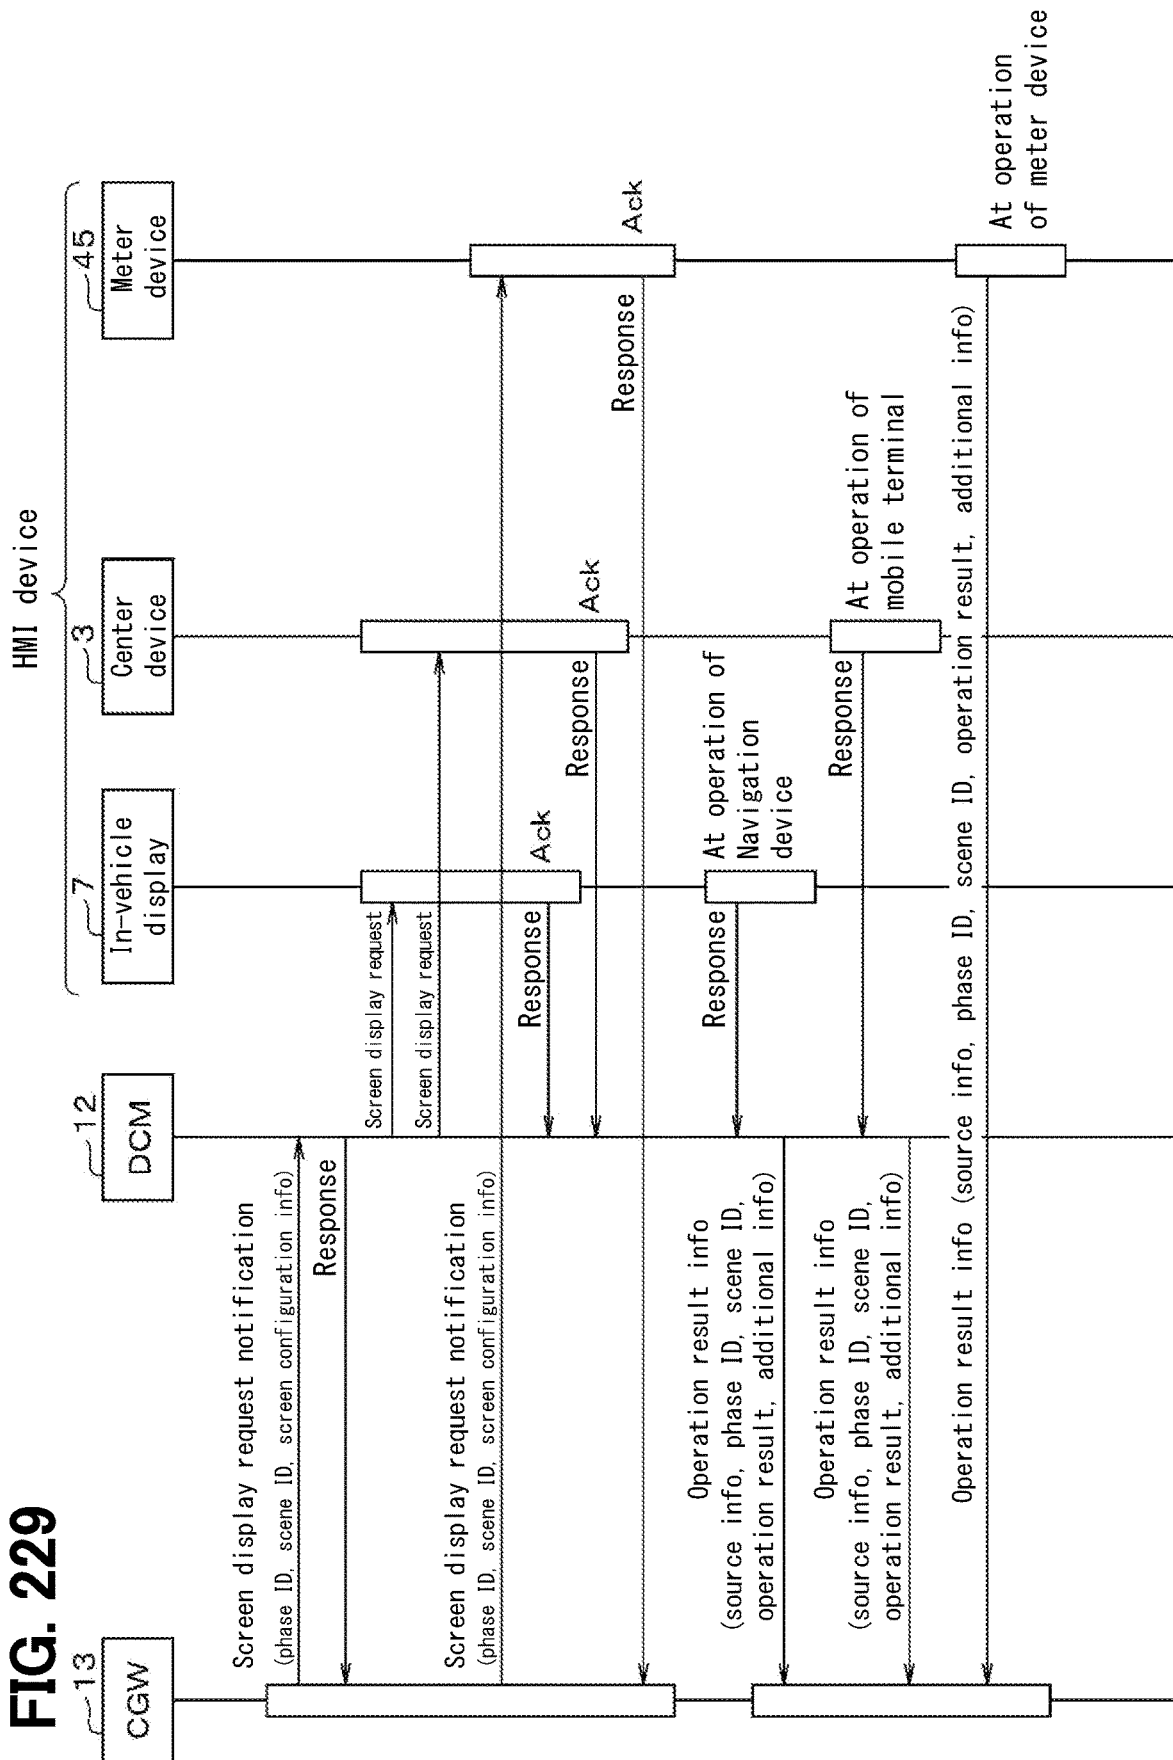 FIG. 229
HMI device
13
CGW
12
DCM
7
In-vehicle
display
3
Center
device
45
Meter
device
Screen display request notification
(phase ID, scene ID, screen configuration info)
Response
Screen display request
Screen display request
Screen display request notification
(phase ID, scene ID, screen configuration info)
Response
Ack
Response
Ack
Response
Ack
At operation of
Navigation
device
Response
Operation result info
(source info, phase ID, scene ID,
operation result, additional info)
At operation of
mobile terminal
Response
Operation result info
(source info, phase ID, scene ID,
operation result, additional info)
Operation result info (source info, phase ID, scene ID, operation result, additional info)
At operation
of meter device